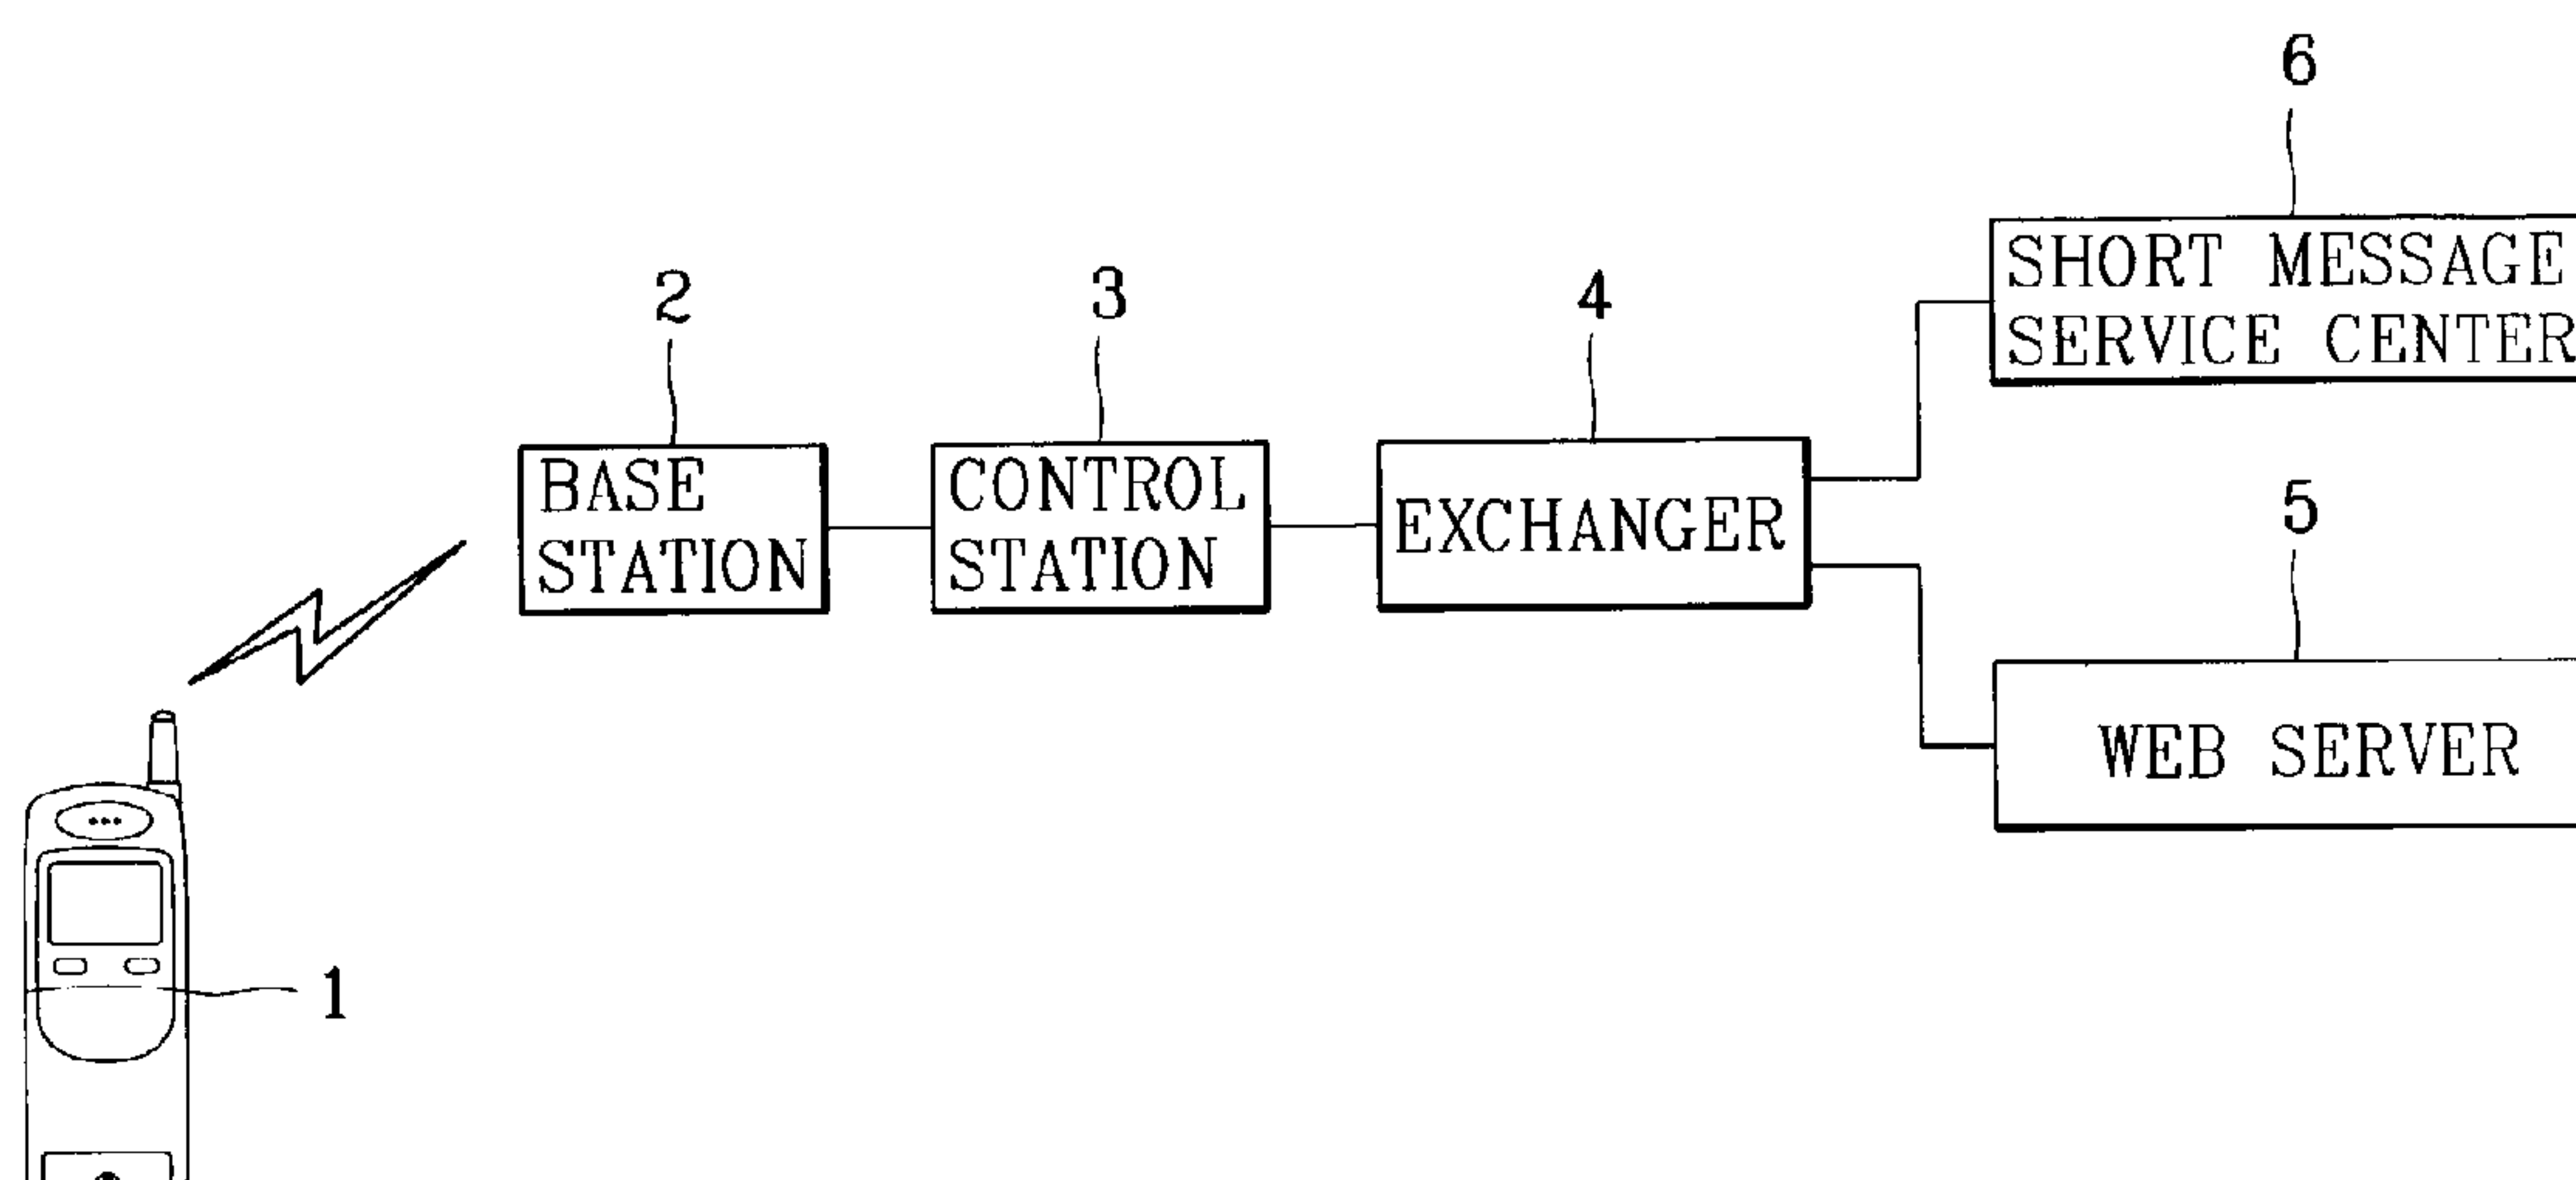 6
SHORT MESSAGE
SERVICE CENTER
2
3
4
BASE
STATION
CONTROL
STATION
EXCHANGER
5
WEB SERVER
1